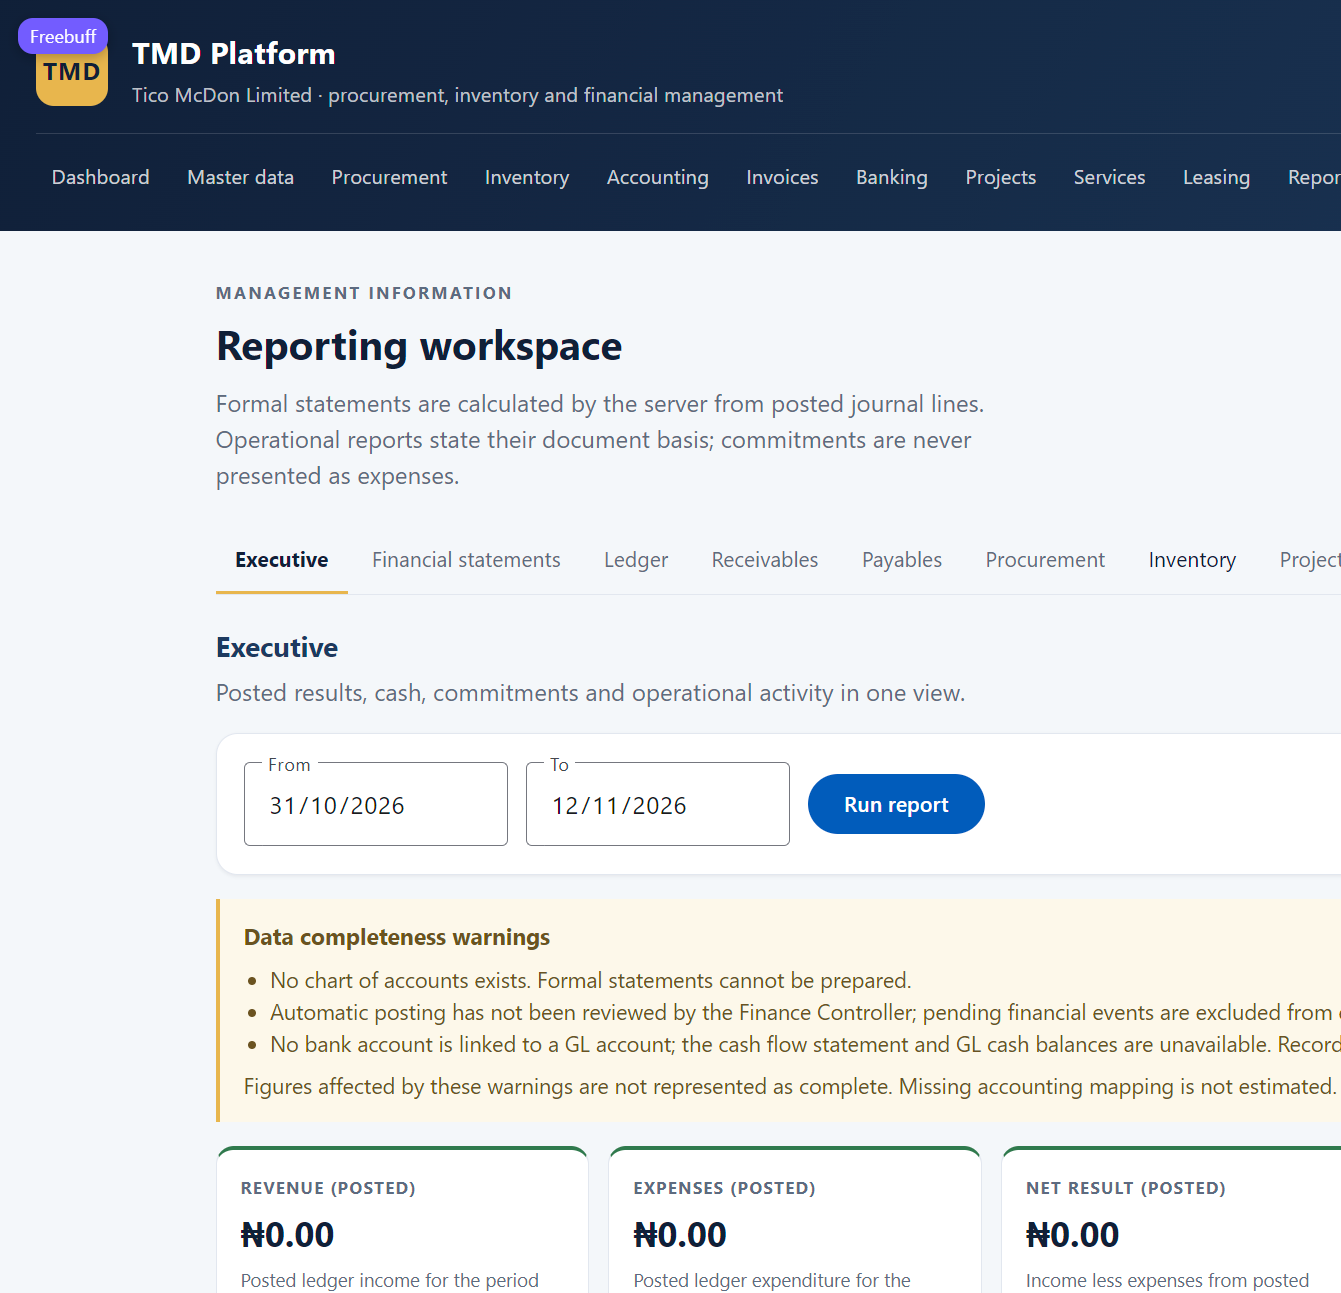 Freebuff
TMD
TMD Platform
Tico McDon Limited · procurement, inventory and financial management
Dashboard Master data Procurement Inventory Accounting Invoices Banking Projects Services Leasing Repor
MANAGEMENT INFORMATION
Reporting workspace
Formal statements are calculated by the server from posted journal lines.
Operational reports state their document basis; commitments are never
presented as expenses.
Executive Financial statements Ledger Receivables Payables Procurement Inventory Project
Executive
Posted results, cash, commitments and operational activity in one view.
From To
31/10/2026 12/11/2026 Run report
Data completeness warnings
• No chart of accounts exists. Formal statements cannot be prepared.
• Automatic posting has not been reviewed by the Finance Controller; pending financial events are excluded from
• No bank account is linked to a GL account; the cash flow statement and GL cash balances are unavailable. Record
Figures affected by these warnings are not represented as complete. Missing accounting mapping is not estimated.
REVENUE (POSTED) EXPENSES (POSTED) NET RESULT (POSTED)
₦0.00 ₦0.00 ₦0.00
Posted ledger income for the period Posted ledger expenditure for the Income less expenses from posted